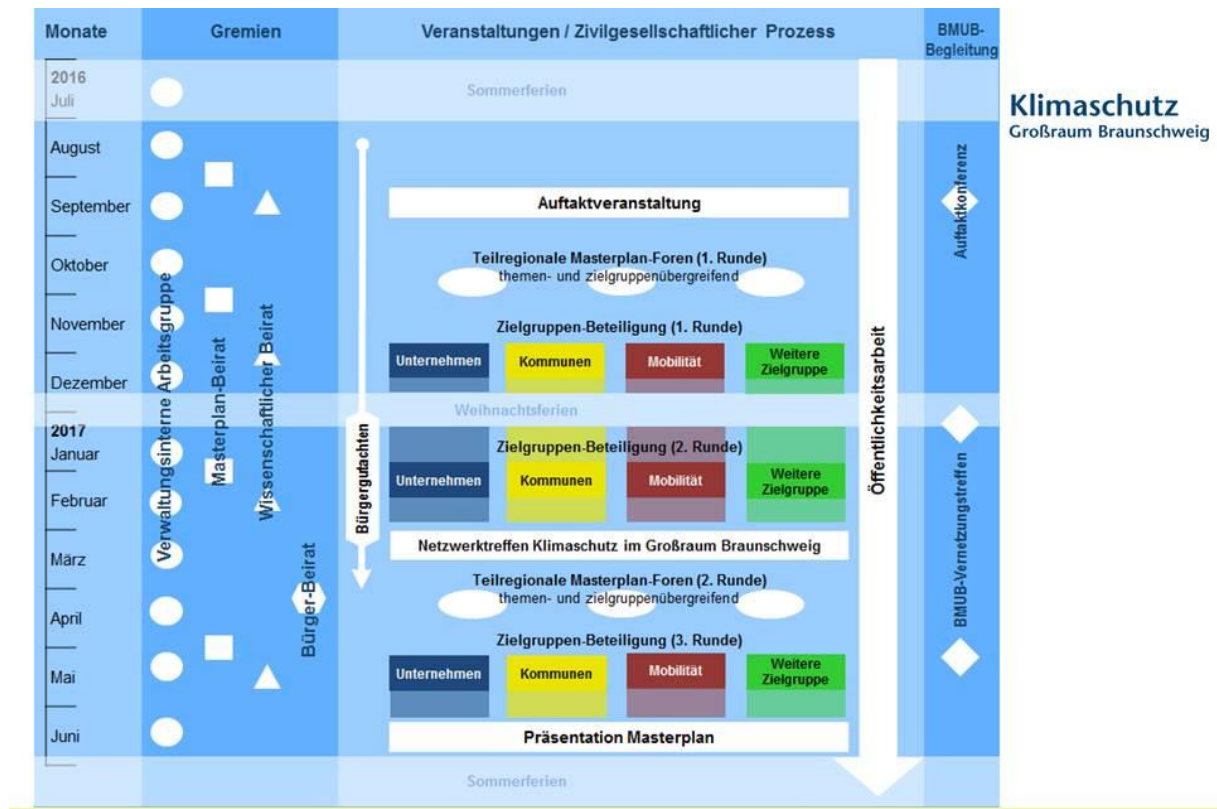 Monate
Gremien
Veranstaltungen / Zivilgesellschaftlicher Prozess
BMUB-
Begleitung
2016
Juli
Sommerferien
Klimaschutz
Großraum Braunschweig
August
September
Auftaktveranstaltung
Auftaktkonferenz
Oktober
Teilregionale Masterplan-Foren (1. Runde)
themen- und zielgruppenübergreifend
November
Zielgruppen-Beteiligung (1. Runde)
Unternehmen
Kommunen
Mobilität
Weitere
Zielgruppe
Dezember
Verwaltungsinterne Arbeitsgruppe
Masterplan-Beirat
Wissenschaftlicher Beirat
Bürger-Beirat
Bürgergutachten
Öffentlichkeitsarbeit
Weihnachtsferien
2017
Januar
Zielgruppen-Beteiligung (2. Runde)
Unternehmen
Kommunen
Mobilität
Weitere
Zielgruppe
Februar
Netzwerktreffen Klimaschutz im Großraum Braunschweig
BMUB-Vernetzungstreffen
März
Teilregionale Masterplan-Foren (2. Runde)
themen- und zielgruppenübergreifend
April
Zielgruppen-Beteiligung (3. Runde)
Mai
Unternehmen
Kommunen
Mobilität
Weitere
Zielgruppe
Juni
Präsentation Masterplan
Sommerferien